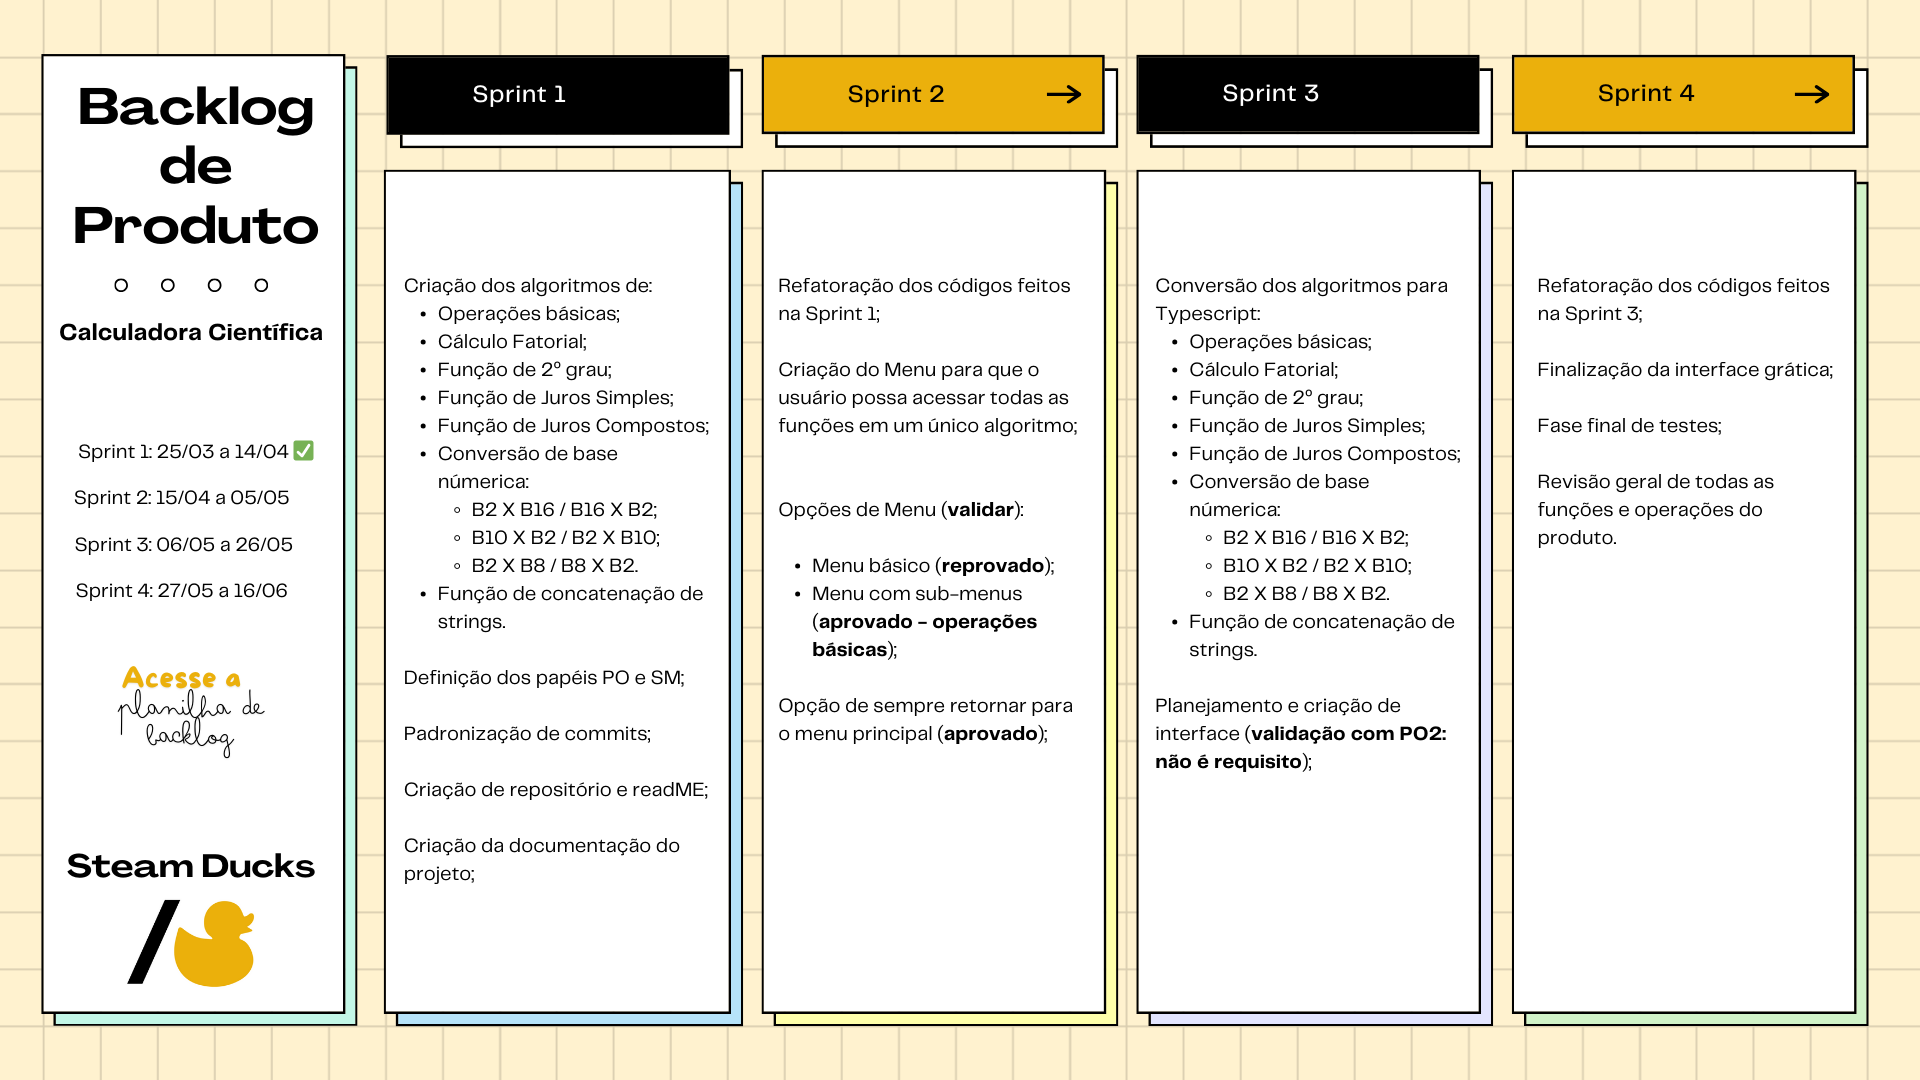 Backlog
de
Produto
Calculadora Científica
Sprint 1: 25/03 a 14/04 ✅
Sprint 2: 15/04 a 05/05
Sprint 3: 06/05 a 26/05
Sprint 4: 27/05 a 16/06
Acesse a
planilha de
backlog
Steam Ducks
Sprint 1
Criação dos algoritmos de:
• Operações básicas;
• Cálculo Fatorial;
• Função de 2º grau;
• Função de Juros Simples;
• Função de Juros Compostos;
• Conversão de base
númerica:
◦ B2 X B16 / B16 X B2;
◦ B10 X B2 / B2 X B10;
◦ B2 X B8 / B8 X B2.
• Função de concatenação de
strings.
Definição dos papéis PO e SM;
Padronização de commits;
Criação de repositório e readME;
Criação da documentação do
projeto;
Sprint 2 →
Refatoração dos códigos feitos
na Sprint 1;
Criação do Menu para que o
usuário possa acessar todas as
funções em um único algoritmo;
Opções de Menu (validar):
• Menu básico (reprovado);
• Menu com sub-menus
(aprovado - operações
básicas);
Opção de sempre retornar para
o menu principal (aprovado);
Sprint 3
Conversão dos algoritmos para
Typescript:
• Operações básicas;
• Cálculo Fatorial;
• Função de 2º grau;
• Função de Juros Simples;
• Função de Juros Compostos;
• Conversão de base
númerica:
◦ B2 X B16 / B16 X B2;
◦ B10 X B2 / B2 X B10;
◦ B2 X B8 / B8 X B2.
• Função de concatenação de
strings.
Planejamento e criação de
interface (validação com PO2:
não é requisito);
Sprint 4 →
Refatoração dos códigos feitos
na Sprint 3;
Finalização da interface grática;
Fase final de testes;
Revisão geral de todas as
funções e operações do
produto.